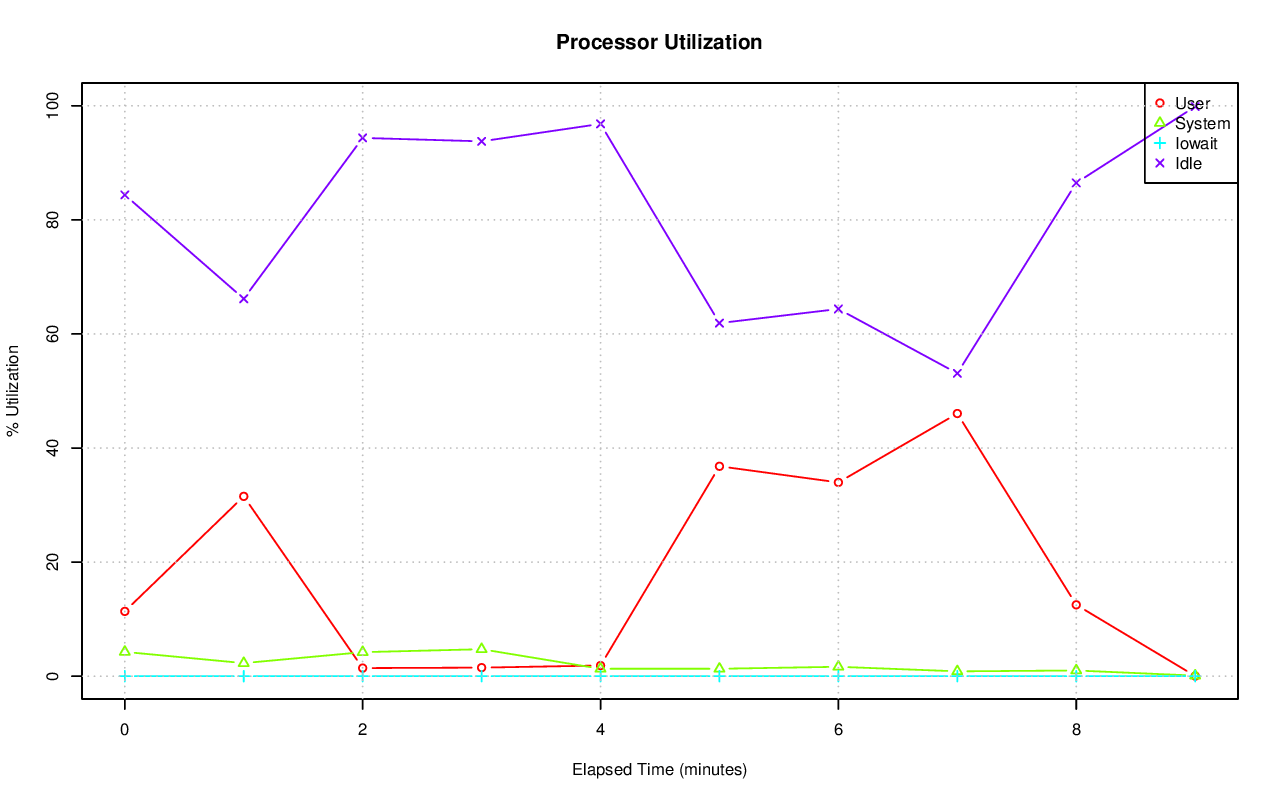 Processor Utilization
User
System
Iowait
Idle
% Utilization
100
80
60
40
20
0
0 2 4 6 8
Elapsed Time (minutes)